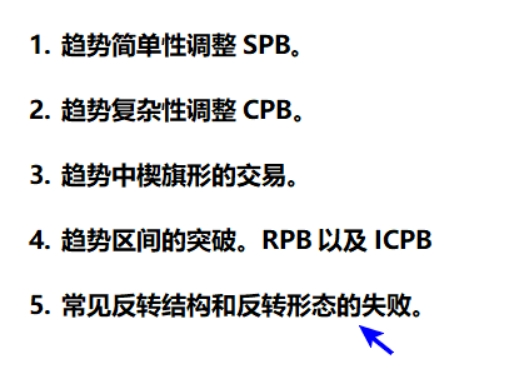 1. 趋势简单性调整 SPB。
2. 趋势复杂性调整 CPB。
3. 趋势中楔旗形的交易。
4. 趋势区间的突破。RPB 以及 ICPB
5. 常见反转结构和反转形态的失败。